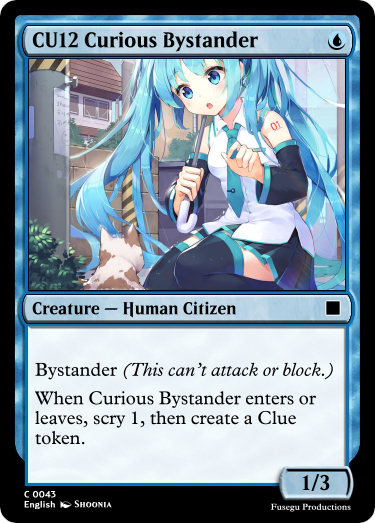 CU12 Curious Bystander
01
Creature — Human Citizen
Bystander (This can't attack or block.)
When Curious Bystander enters or
leaves, scry 1, then create a Clue
token.
1/3
C 0043
English Shoonia
Fusegu Productions